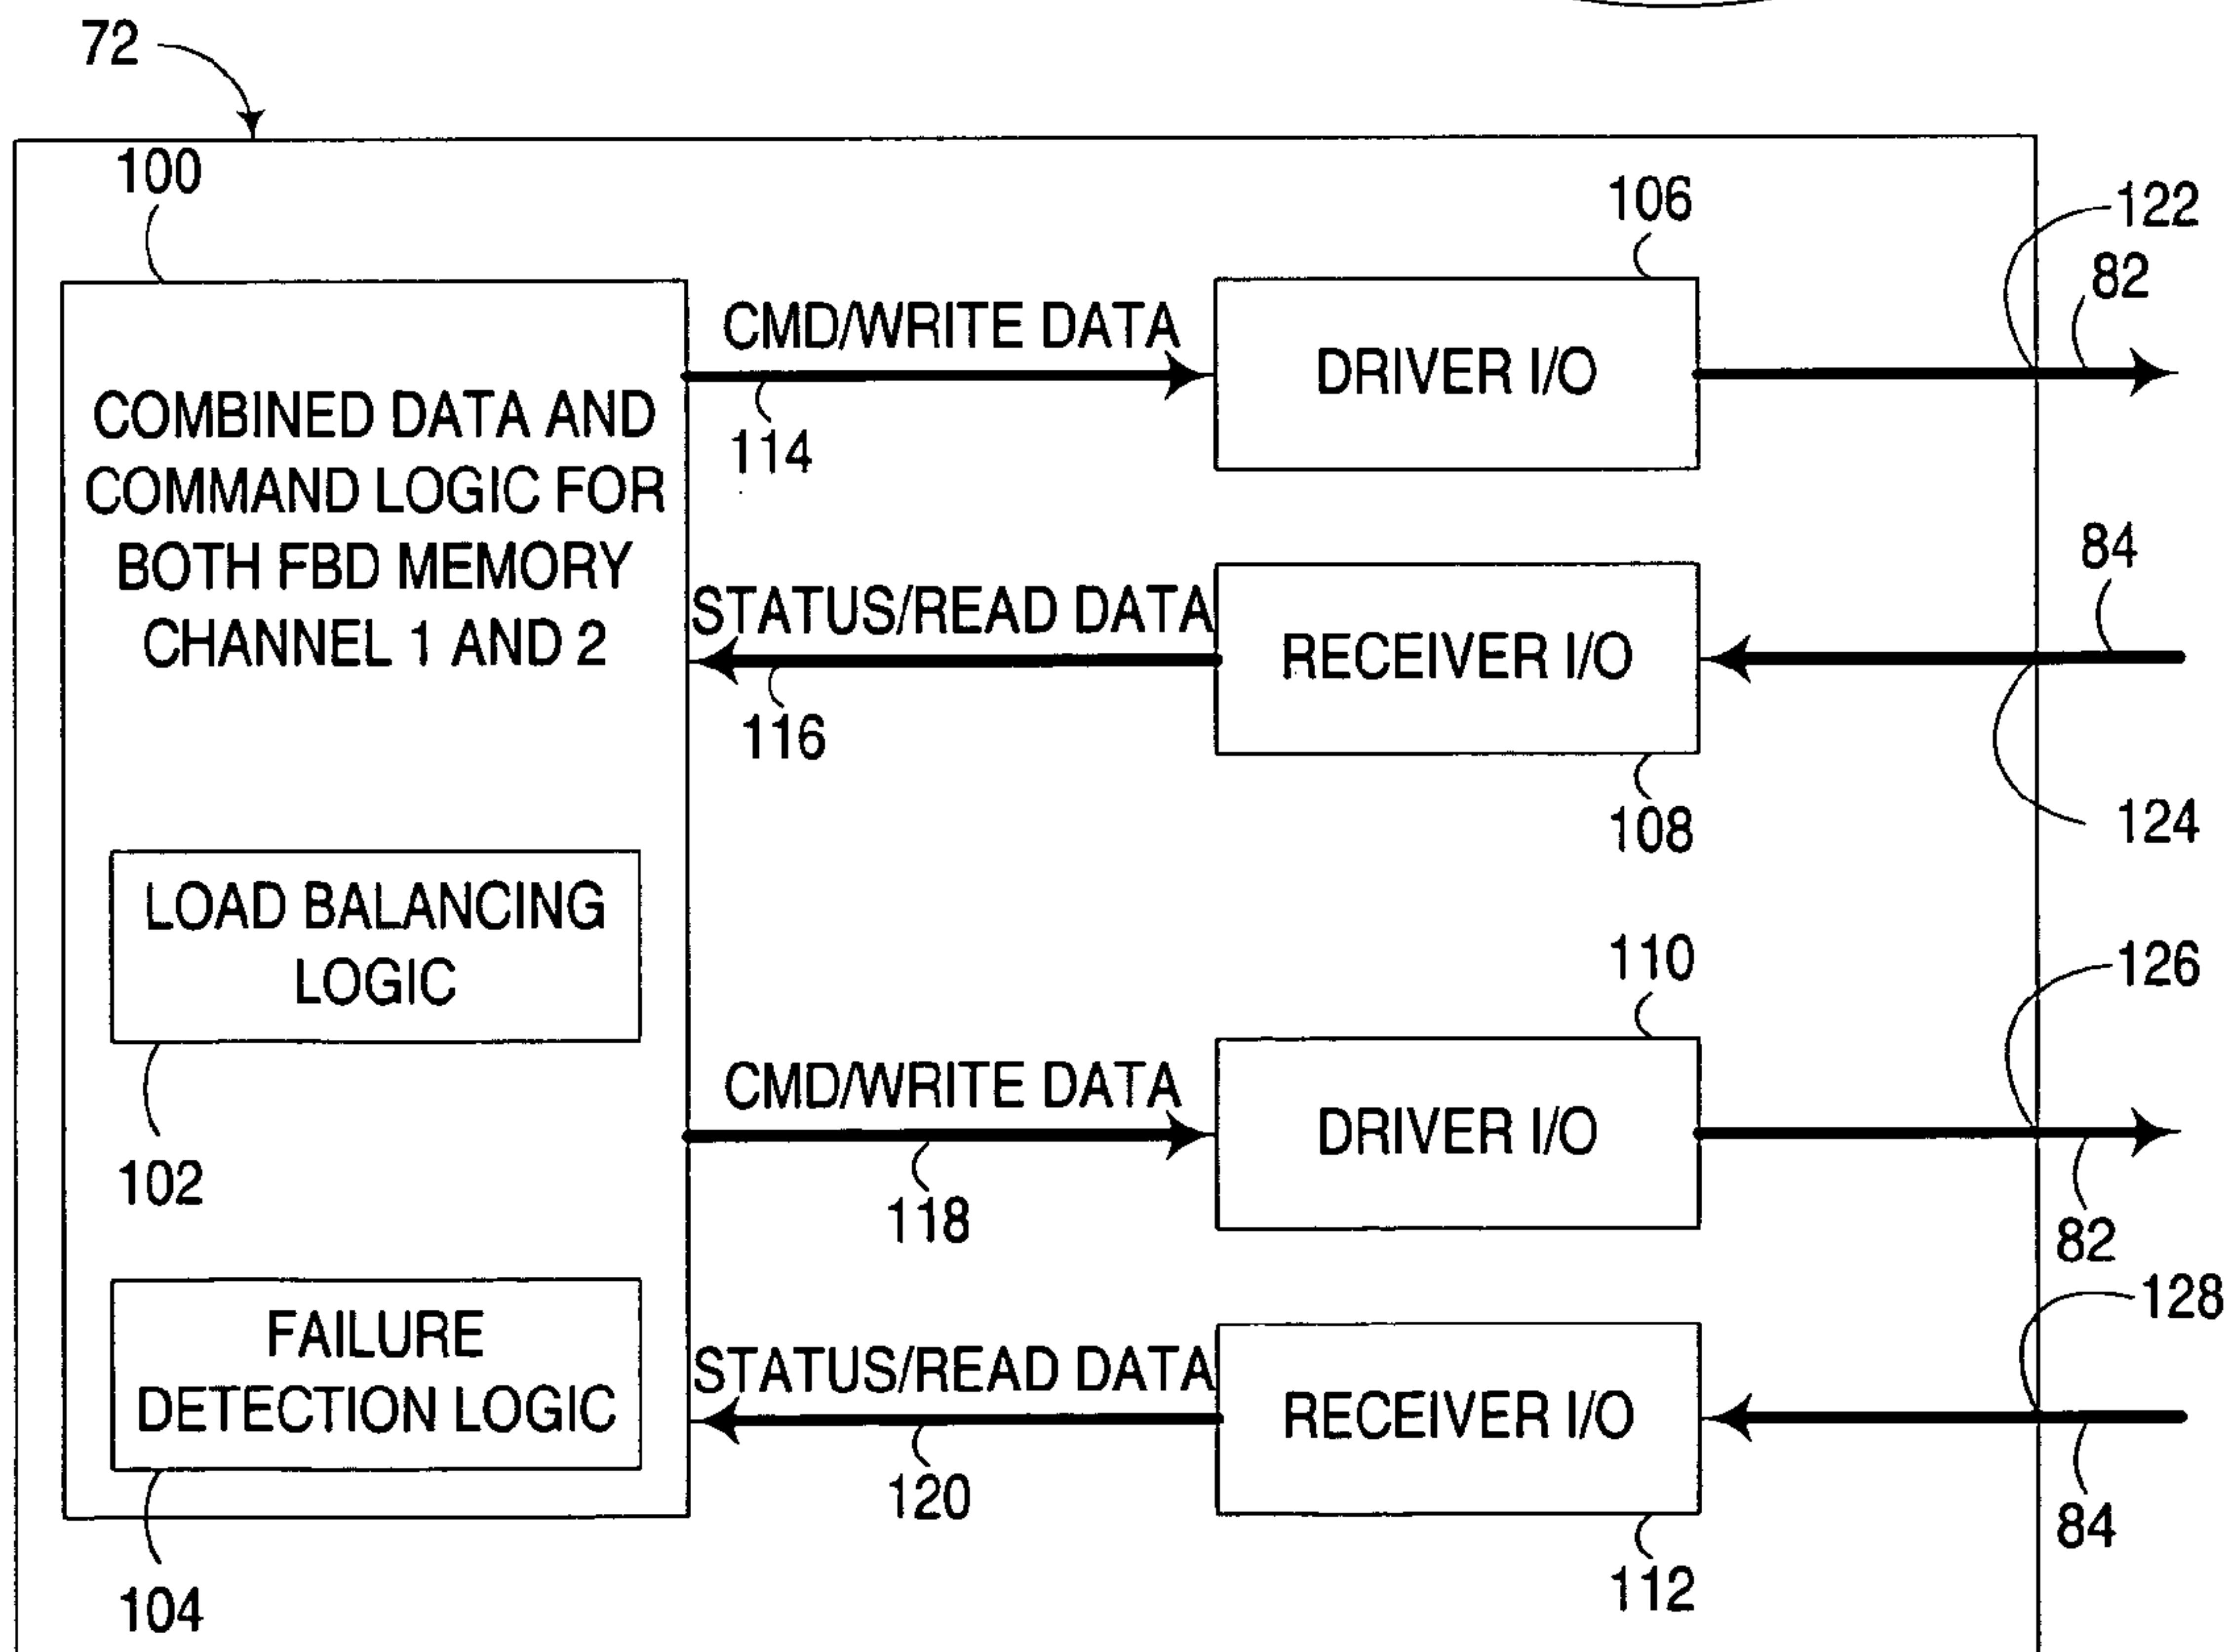 72
100
106
122
82
CMD/WRITE DATA
DRIVER I/O
114
COMBINED DATA AND
COMMAND LOGIC FOR
BOTH FBD MEMORY
CHANNEL 1 AND 2
84
STATUS/READ DATA
RECEIVER I/O
116
108
124
LOAD BALANCING
LOGIC
110
126
CMD/WRITE DATA
DRIVER I/O
102
118
82
128
FAILURE
DETECTION LOGIC
STATUS/READ DATA
RECEIVER I/O
120
84
112
104